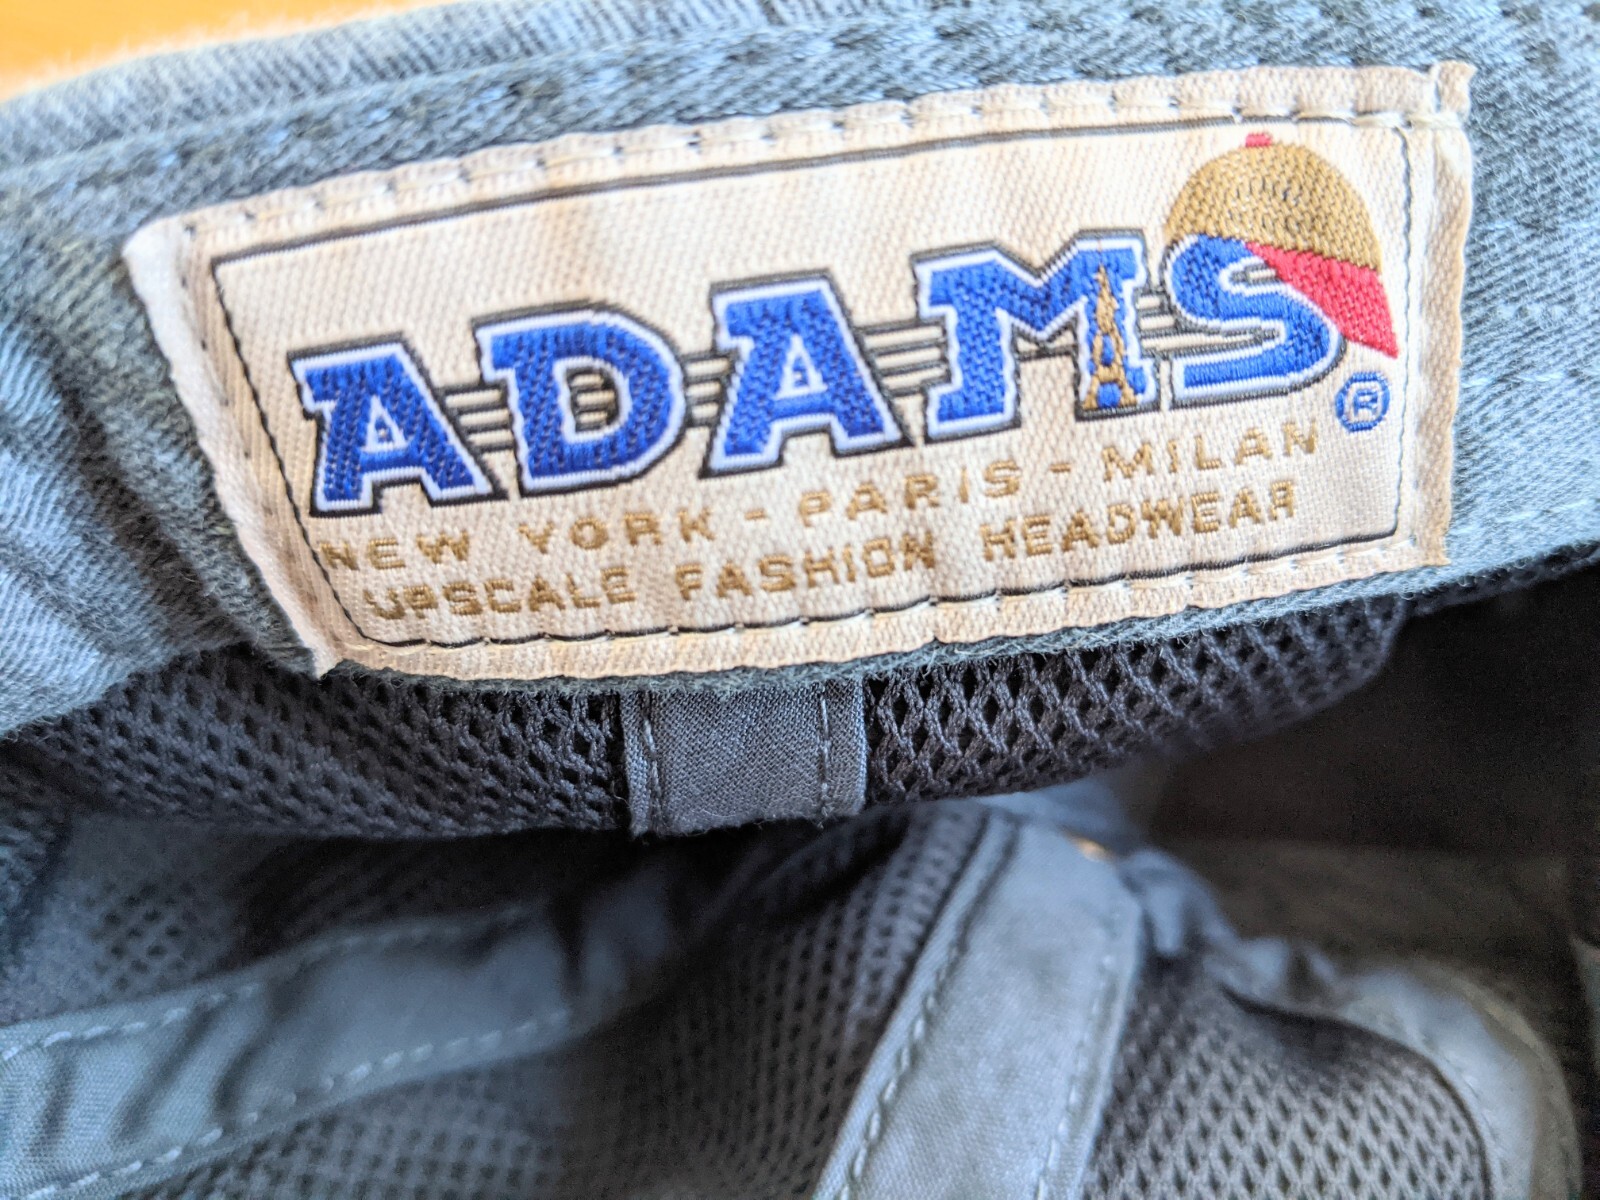 ADAMS®
NEW YORK - PARIS - MILAN
UPSCALE FASHION HEADWEAR